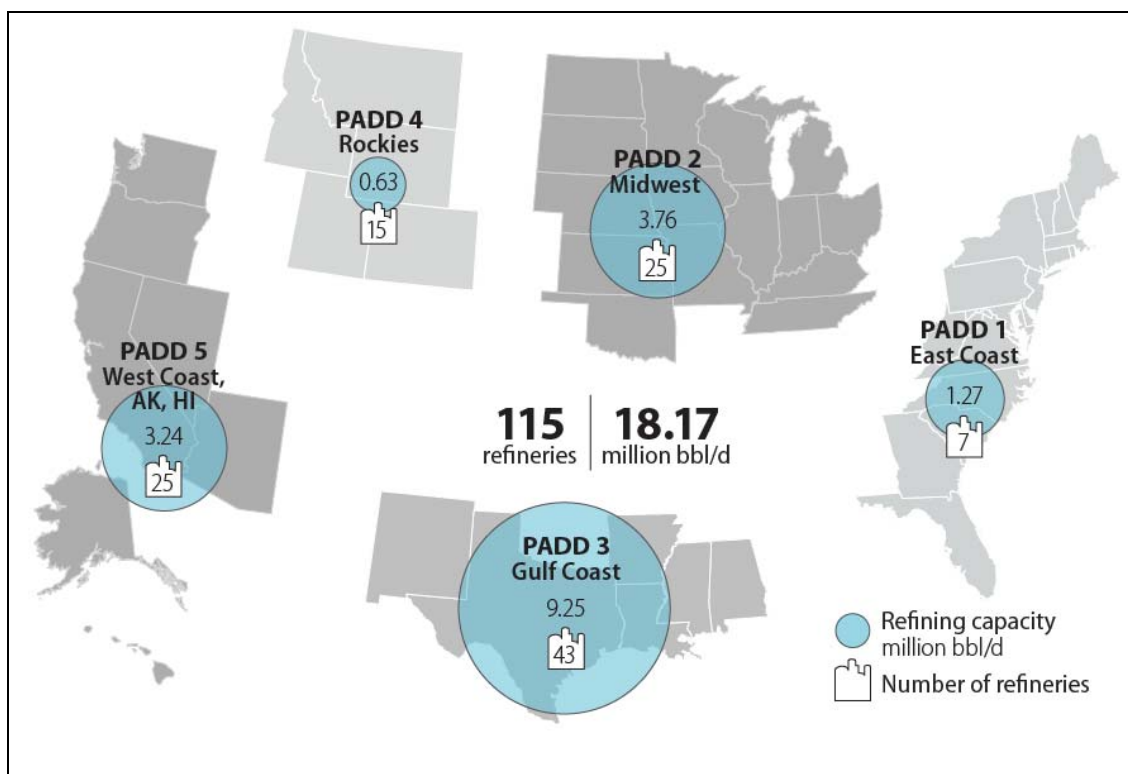 PADD 4
Rockies
0.63
15
PADD 2
Midwest
3.76
25
PADD 1
East Coast
1.27
7
PADD 5
West Coast,
AK, HI
3.24
25
115
refineries
18.17
million bbl/d
PADD 3
Gulf Coast
9.25
43
Refining capacity
million bbl/d
Number of refineries